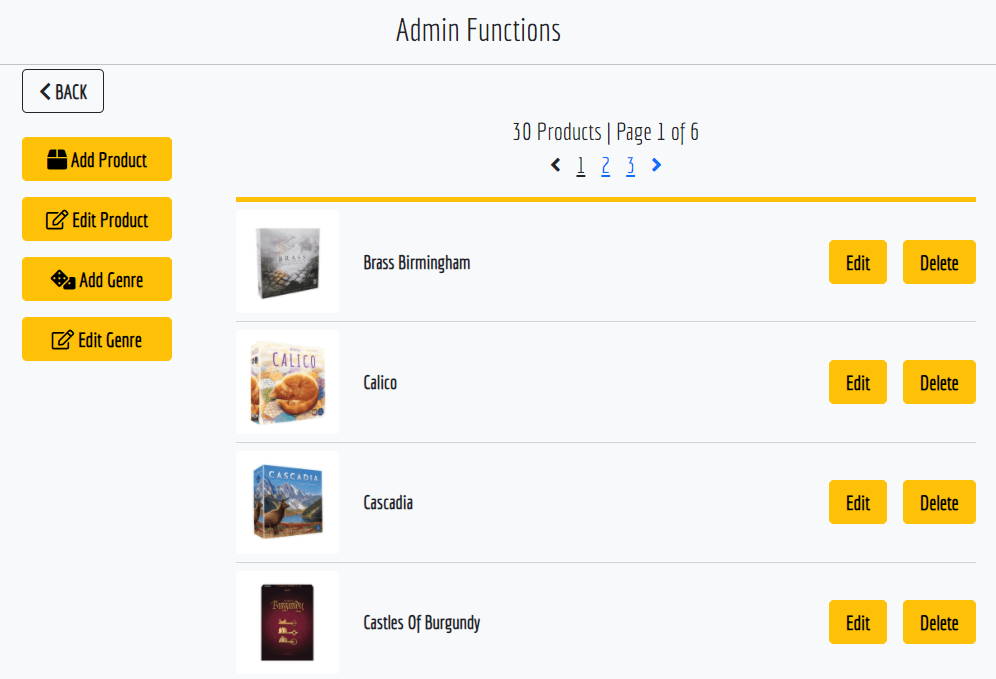 Admin Functions
BACK
Add Product
Edit Product
Add Genre
Edit Genre
30 Products | Page 1 of 6
1 2 3
BRASS
Brass Birmingham
Edit
Delete
CALICO
Calico
Edit
Delete
CASCADIA
Cascadia
Edit
Delete
Burgundy
Castles Of Burgundy
Edit
Delete